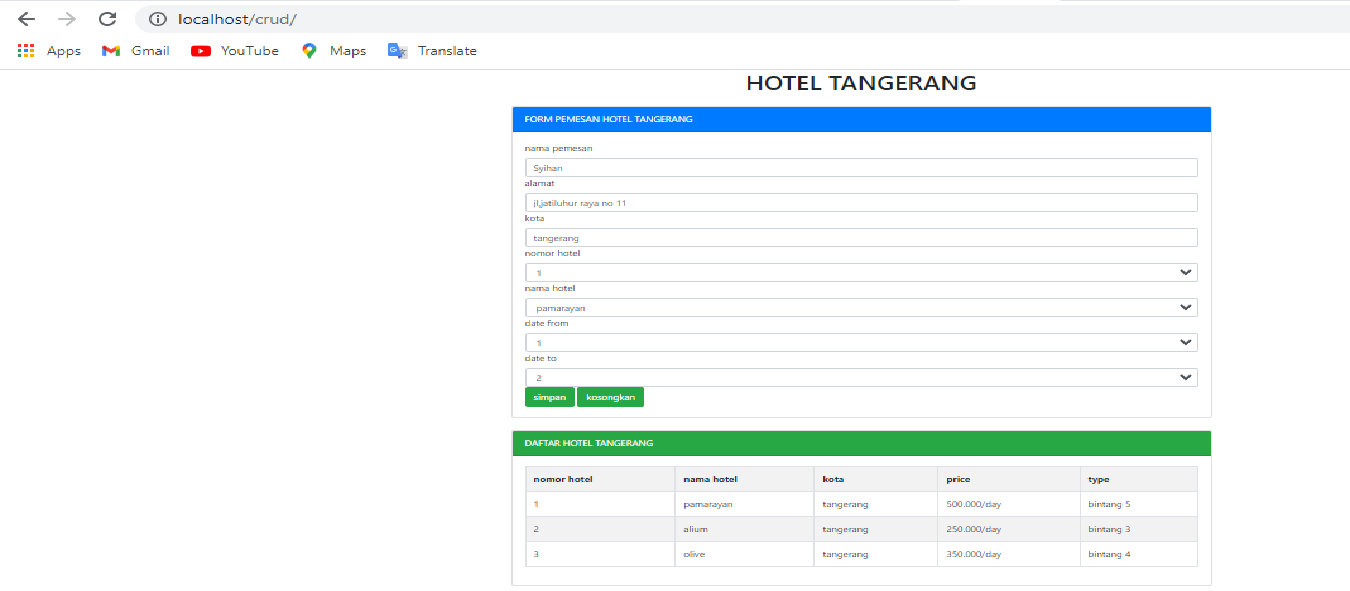 localhost/crud/
Apps Gmail YouTube Maps Translate
HOTEL TANGERANG
FORM PEMESAN HOTEL TANGERANG
nama pemesan
Syihan
alamat
jl.jatiluhur raya no 11
kota
tangerang
nomor hotel
1
nama hotel
pamarayan
date from
1
date to
2
simpan kosongkan
DAFTAR HOTEL TANGERANG
nomor hotel nama hotel kota price type
1 pamarayan tangerang 500.000/day bintang 5
2 alium tangerang 250.000/day bintang 3
3 olive tangerang 350.000/day bintang 4